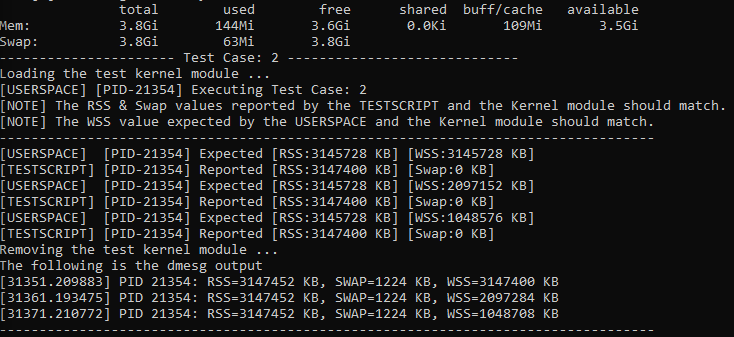 total used free shared buff/cache available
Mem: 3.8Gi 144Mi 3.6Gi 0.0Ki 109Mi 3.5Gi
Swap: 3.8Gi 63Mi 3.8Gi
----------------------- Test Case: 2 ------------------------------
Loading the test kernel module ...
[USERSPACE] [PID-21354] Executing Test Case: 2
[NOTE] The RSS & Swap values reported by the TESTSCRIPT and the Kernel module should match.
[NOTE] The WSS value expected by the USERSPACE and the Kernel module should match.
-------------------------------------------------------------------------------------
[USERSPACE] [PID-21354] Expected [RSS:3145728 KB] [WSS:3145728 KB]
[TESTSCRIPT] [PID-21354] Reported [RSS:3147400 KB] [Swap:0 KB]
[USERSPACE] [PID-21354] Expected [RSS:3145728 KB] [WSS:2097152 KB]
[TESTSCRIPT] [PID-21354] Reported [RSS:3147400 KB] [Swap:0 KB]
[USERSPACE] [PID-21354] Expected [RSS:3145728 KB] [WSS:1048576 KB]
[TESTSCRIPT] [PID-21354] Reported [RSS:3147400 KB] [Swap:0 KB]
Removing the test kernel module ...
The following is the dmesg output
[31351.209883] PID 21354: RSS=3147452 KB, SWAP=1224 KB, WSS=3147400 KB
[31361.193475] PID 21354: RSS=3147452 KB, SWAP=1224 KB, WSS=2097284 KB
[31371.210772] PID 21354: RSS=3147452 KB, SWAP=1224 KB, WSS=1048708 KB
-------------------------------------------------------------------------------------